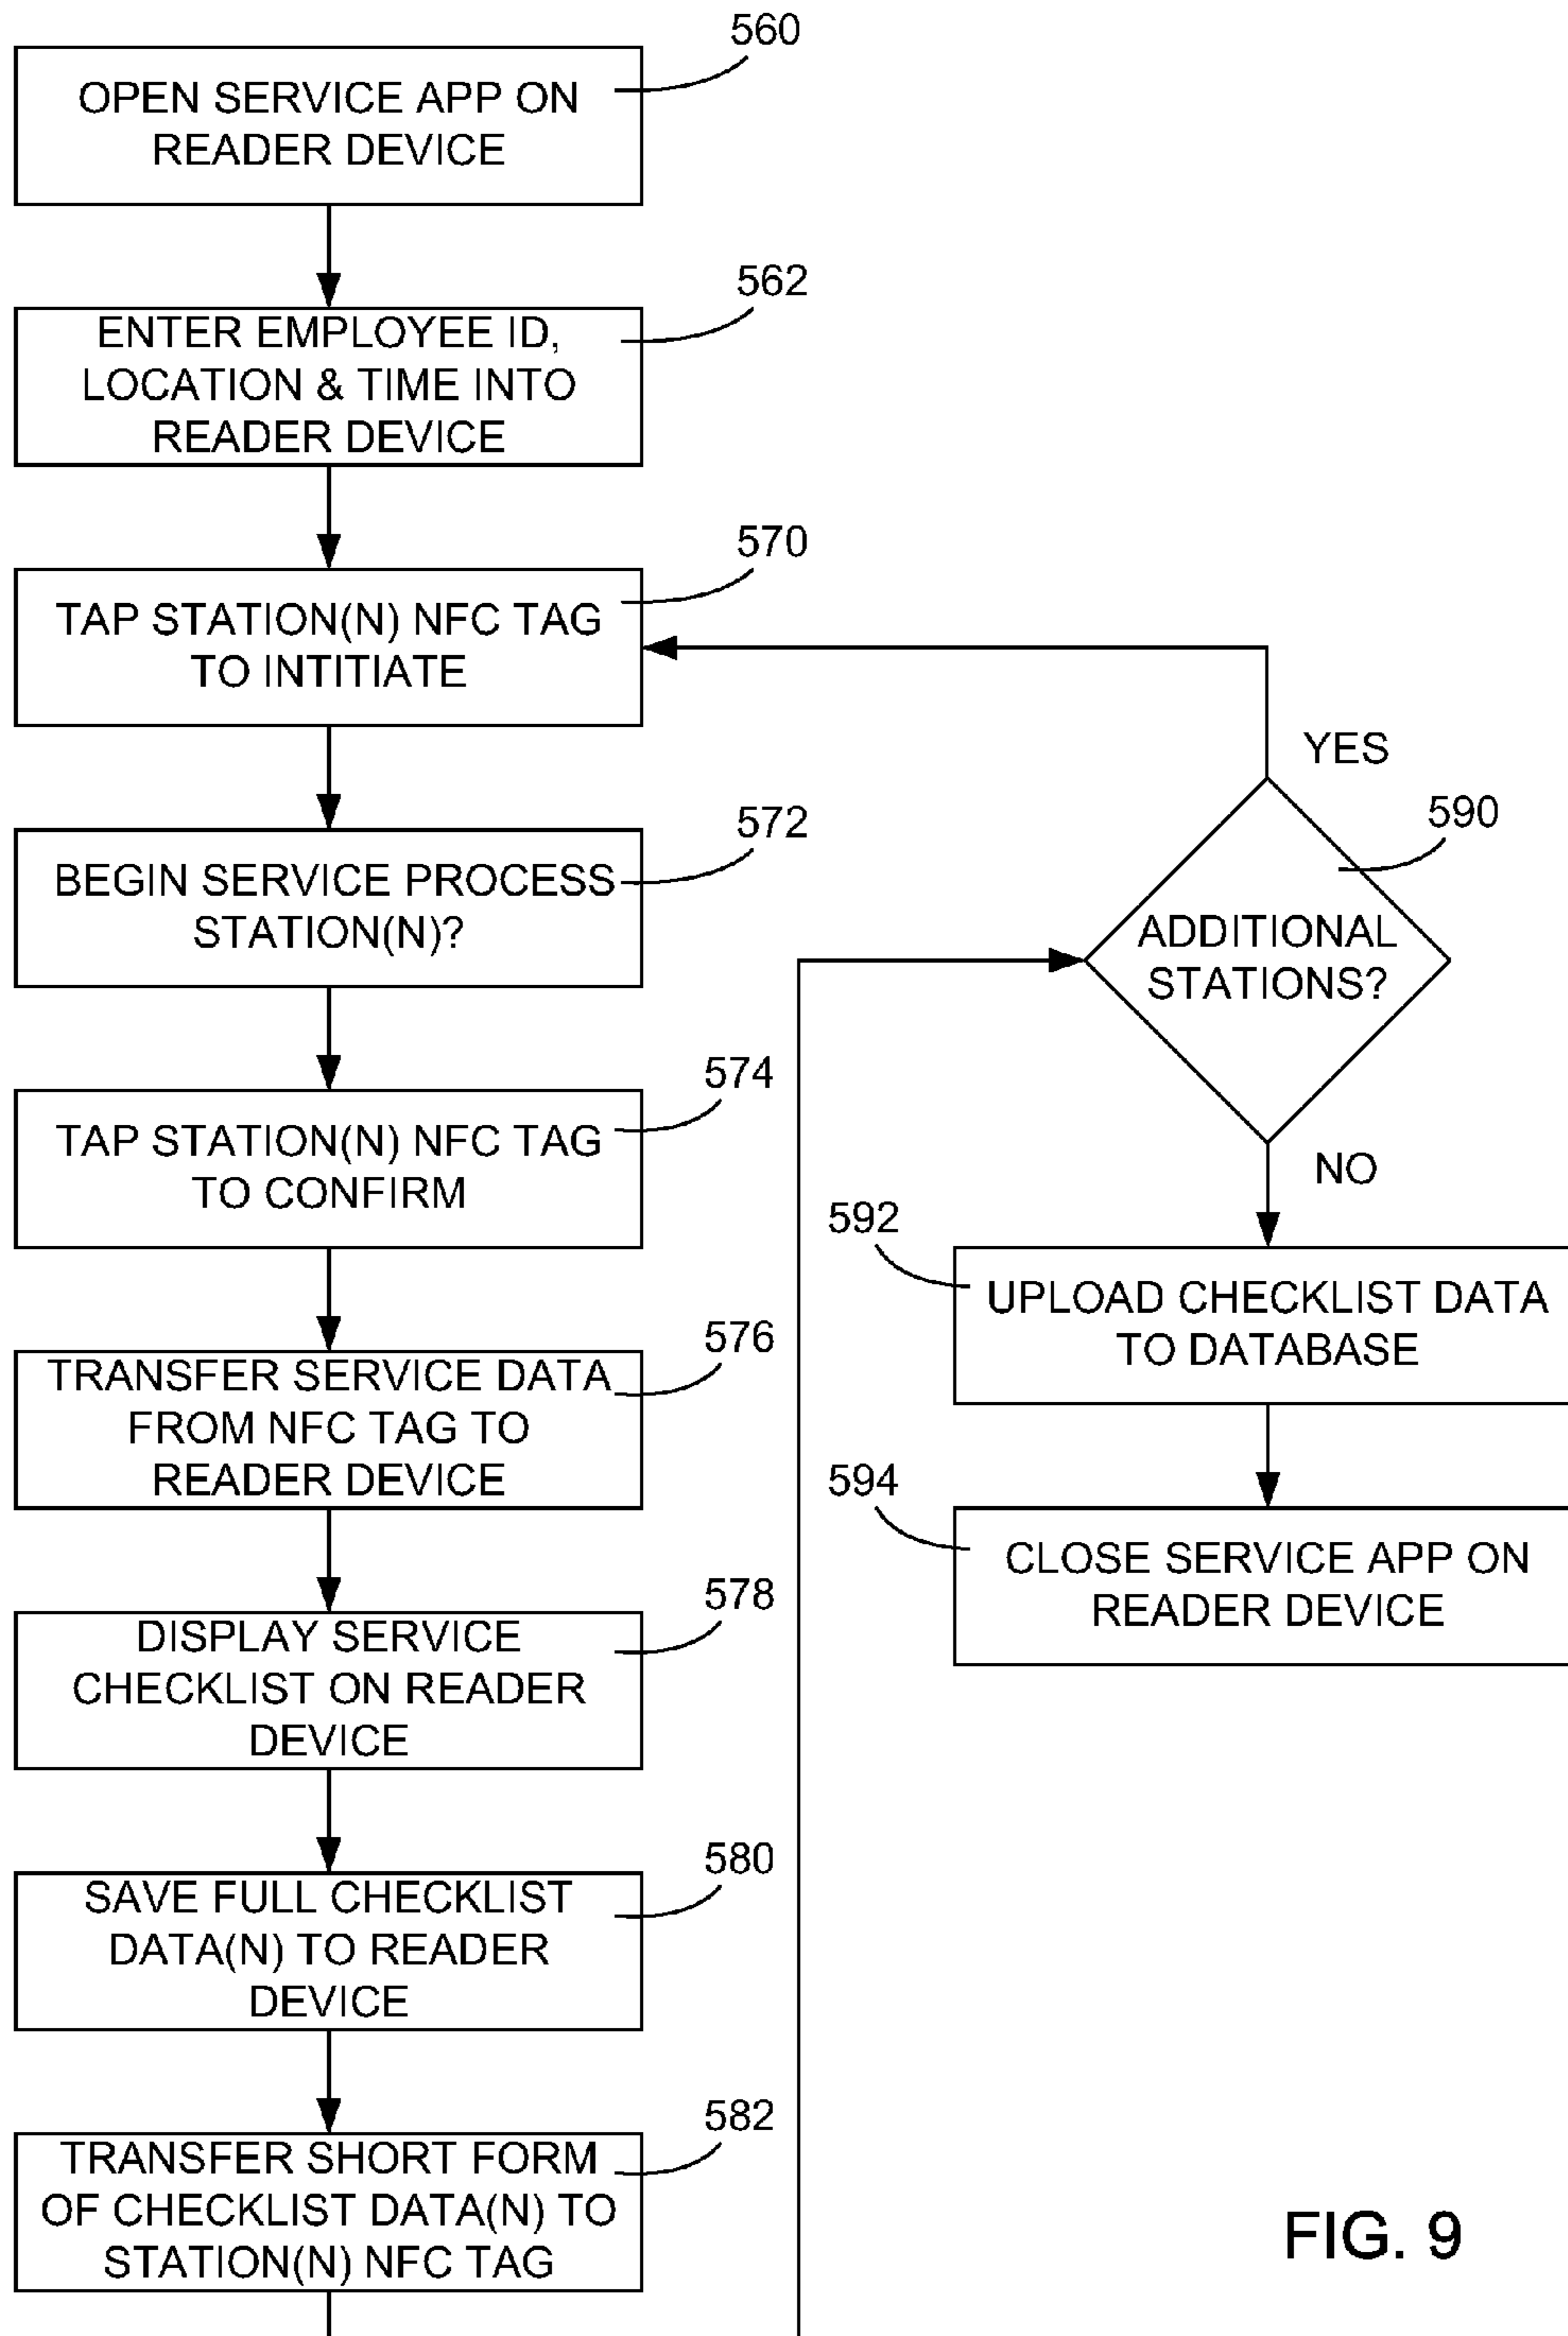 560
OPEN SERVICE APP ON
READER DEVICE
562
ENTER EMPLOYEE ID,
LOCATION & TIME INTO
READER DEVICE
570
TAP STATION(N) NFC TAG
TO INTITIATE
572
BEGIN SERVICE PROCESS
STATION(N)?
574
TAP STATION(N) NFC TAG
TO CONFIRM
576
TRANSFER SERVICE DATA
FROM NFC TAG TO
READER DEVICE
578
DISPLAY SERVICE
CHECKLIST ON READER
DEVICE
580
SAVE FULL CHECKLIST
DATA(N) TO READER
DEVICE
582
TRANSFER SHORT FORM
OF CHECKLIST DATA(N) TO
STATION(N) NFC TAG
YES
590
ADDITIONAL
STATIONS?
NO
592
UPLOAD CHECKLIST DATA
TO DATABASE
594
CLOSE SERVICE APP ON
READER DEVICE
FIG. 9